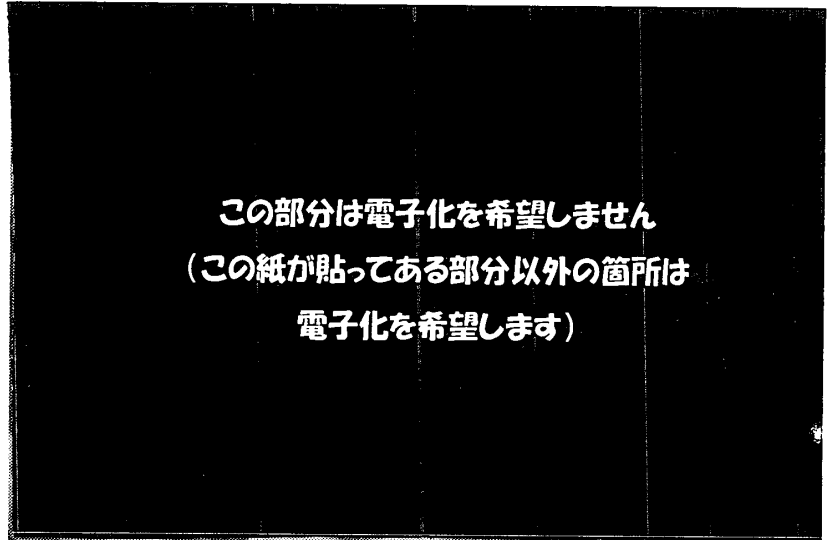 この部分は電子化を希望しません
（この紙が貼ってある部分以外の箇所は
電子化を希望します）